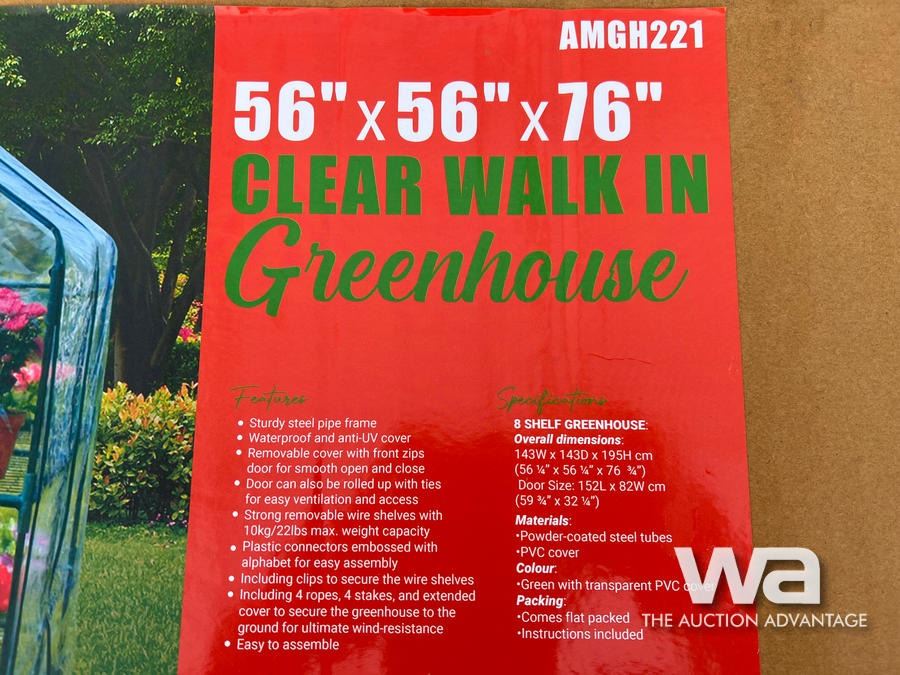 AMGH221
56" x 56" x 76"
CLEAR WALK IN
Greenhouse
Features
• Sturdy steel pipe frame
• Waterproof and anti-UV cover
• Removable cover with front zips
door for smooth open and close
• Door can also be rolled up with ties
for easy ventilation and access
• Strong removable wire shelves with
10kg/22lbs max. weight capacity
• Plastic connectors embossed with
alphabet for easy assembly
• Including clips to secure the wire shelves
• Including 4 ropes, 4 stakes, and extended
cover to secure the greenhouse to the
ground for ultimate wind-resistance
• Easy to assemble
Specifications
8 SHELF GREENHOUSE:
Overall dimensions:
143W x 143D x 195H cm
(56 ¼” x 56 ¼” x 76 ¾”)
Door Size: 152L x 82W cm
(59 ¾” x 32 ¼”)
Materials:
•Powder-coated steel tubes
•PVC cover
Colour:
•Green with transparent PVC cover
Packing:
•Comes flat packed
•Instructions included
wa
THE AUCTION ADVANTAGE